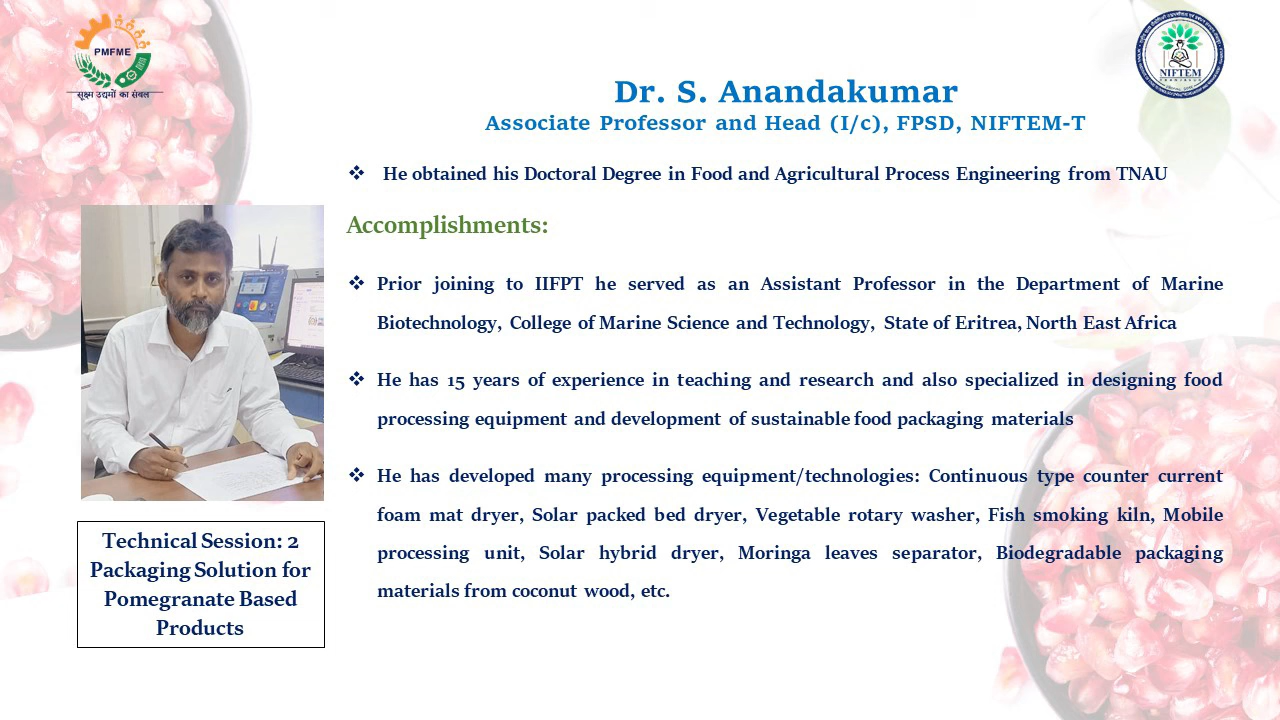 PMFME
सूक्ष्म उद्यमों का संबल
NIFTEM
Dr. S. Anandakumar
Associate Professor and Head (I/c), FPSD, NIFTEM-T
❖ He obtained his Doctoral Degree in Food and Agricultural Process Engineering from TNAU
Accomplishments:
❖ Prior joining to IIFPT he served as an Assistant Professor in the Department of Marine
Biotechnology, College of Marine Science and Technology, State of Eritrea, North East Africa
❖ He has 15 years of experience in teaching and research and also specialized in designing food
processing equipment and development of sustainable food packaging materials
❖ He has developed many processing equipment/technologies: Continuous type counter current
foam mat dryer, Solar packed bed dryer, Vegetable rotary washer, Fish smoking kiln, Mobile
processing unit, Solar hybrid dryer, Moringa leaves separator, Biodegradable packaging
materials from coconut wood, etc.
Technical Session: 2
Packaging Solution for
Pomegranate Based
Products